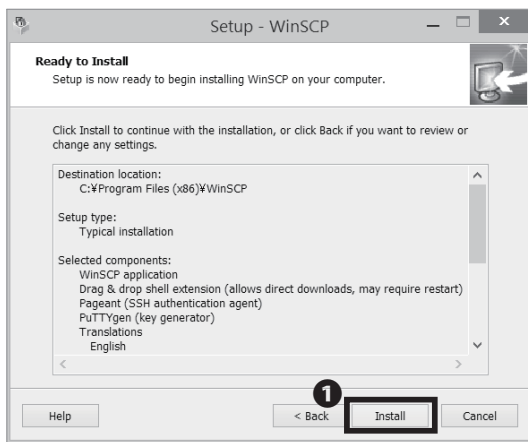 Setup - WinSCP
Ready to Install
Setup is now ready to begin installing WinSCP on your computer.
Click Install to continue with the installation, or click Back if you want to review or
change any settings.
Destination location:
C:¥Program Files (x86)¥WinSCP
Setup type:
Typical installation
Selected components:
WinSCP application
Drag & drop shell extension (allows direct downloads, may require restart)
Pageant (SSH authentication agent)
PuTTYgen (key generator)
Translations
English
❶
Help < Back Install Cancel